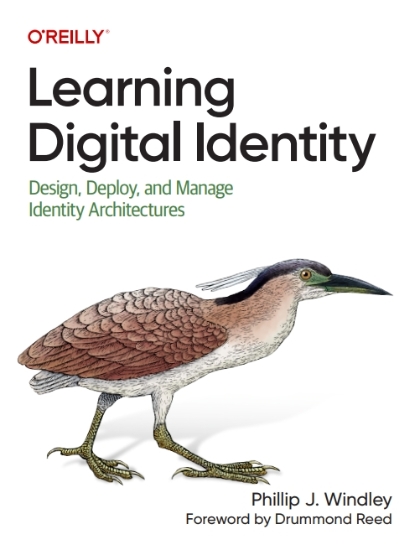 O'REILLY®
Learning
Digital Identity
Design, Deploy, and Manage
Identity Architectures
Phillip J. Windley
Foreword by Drummond Reed